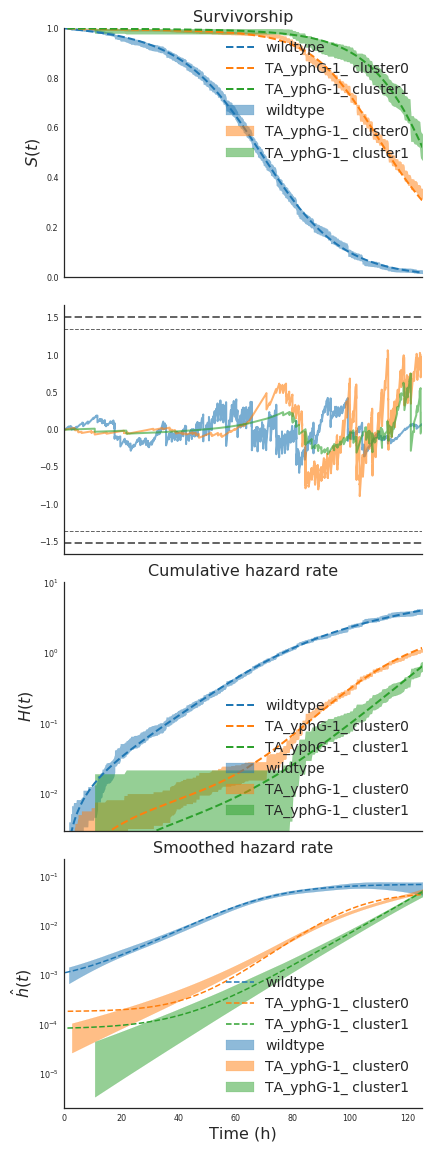 Survivorship
1.0
0.8
0.6
0.4
0.2
0.0
S(t)
wildtype
TA_yphG-1_ cluster0
TA_yphG-1_ cluster1
wildtype
TA_yphG-1_ cluster0
TA_yphG-1_ cluster1
1.5
1.0
0.5
0.0
−0.5
−1.0
−1.5
Cumulative hazard rate
10¹
10⁰
10⁻¹
10⁻²
H(t)
wildtype
TA_yphG-1_ cluster0
TA_yphG-1_ cluster1
wildtype
TA_yphG-1_ cluster0
TA_yphG-1_ cluster1
Smoothed hazard rate
10⁻¹
10⁻²
10⁻³
10⁻⁴
10⁻⁵
ĥ(t)
wildtype
TA_yphG-1_ cluster0
TA_yphG-1_ cluster1
wildtype
TA_yphG-1_ cluster0
TA_yphG-1_ cluster1
0 20 40 60 80 100 120
Time (h)